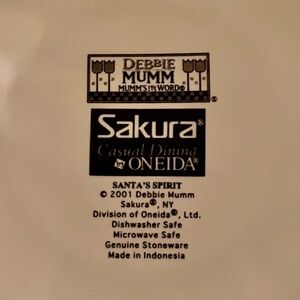 DEBBIE
MUMM
MUMM'S THE WORD®
®
Sakura®
Casual Dining
by ONEIDA®
SANTA'S SPIRIT
© 2001 Debbie Mumm
Sakura®, NY
Division of Oneida®, Ltd.
Dishwasher Safe
Microwave Safe
Genuine Stoneware
Made in Indonesia